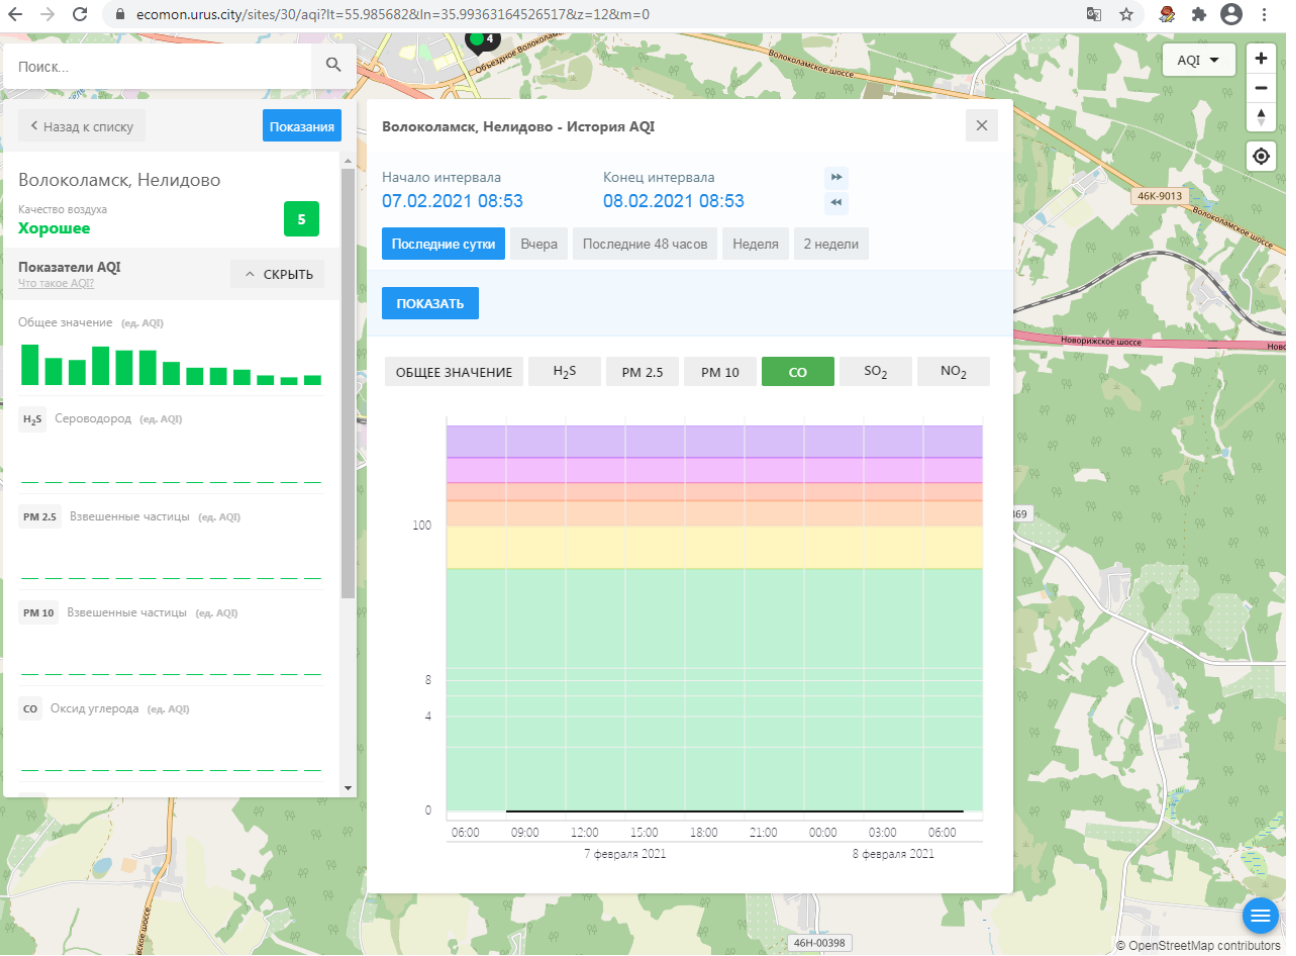 ecomon.urus.city/sites/30/aqi?lt=55.985682&ln=35.99363164526517&z=12&m=0
4
Объездное Волоколамское
Волоколамское шоссе
Поиск...
AQI
+
−
Назад к списку
Показания
Волоколамск, Нелидово
Качество воздуха
Хорошее
5
Показатели AQI
Что такое AQI?
СКРЫТЬ
Общее значение (ед. AQI)
H₂S Сероводород (ед. AQI)
PM 2.5 Взвешенные частицы (ед. AQI)
PM 10 Взвешенные частицы (ед. AQI)
CO Оксид углерода (ед. AQI)
Волоколамск, Нелидово - История AQI
Начало интервала
Конец интервала
07.02.2021 08:53
08.02.2021 08:53
Последние сутки
Вчера
Последние 48 часов
Неделя
2 недели
ПОКАЗАТЬ
ОБЩЕЕ ЗНАЧЕНИЕ
H₂S
PM 2.5
PM 10
CO
SO₂
NO₂
100
8
4
0
06:00 09:00 12:00 15:00 18:00 21:00 00:00 03:00 06:00
7 февраля 2021
8 февраля 2021
46К-9013
Волоколамское шоссе
Новорижское шоссе
Ново
469
46Н-00398
© OpenStreetMap contributors